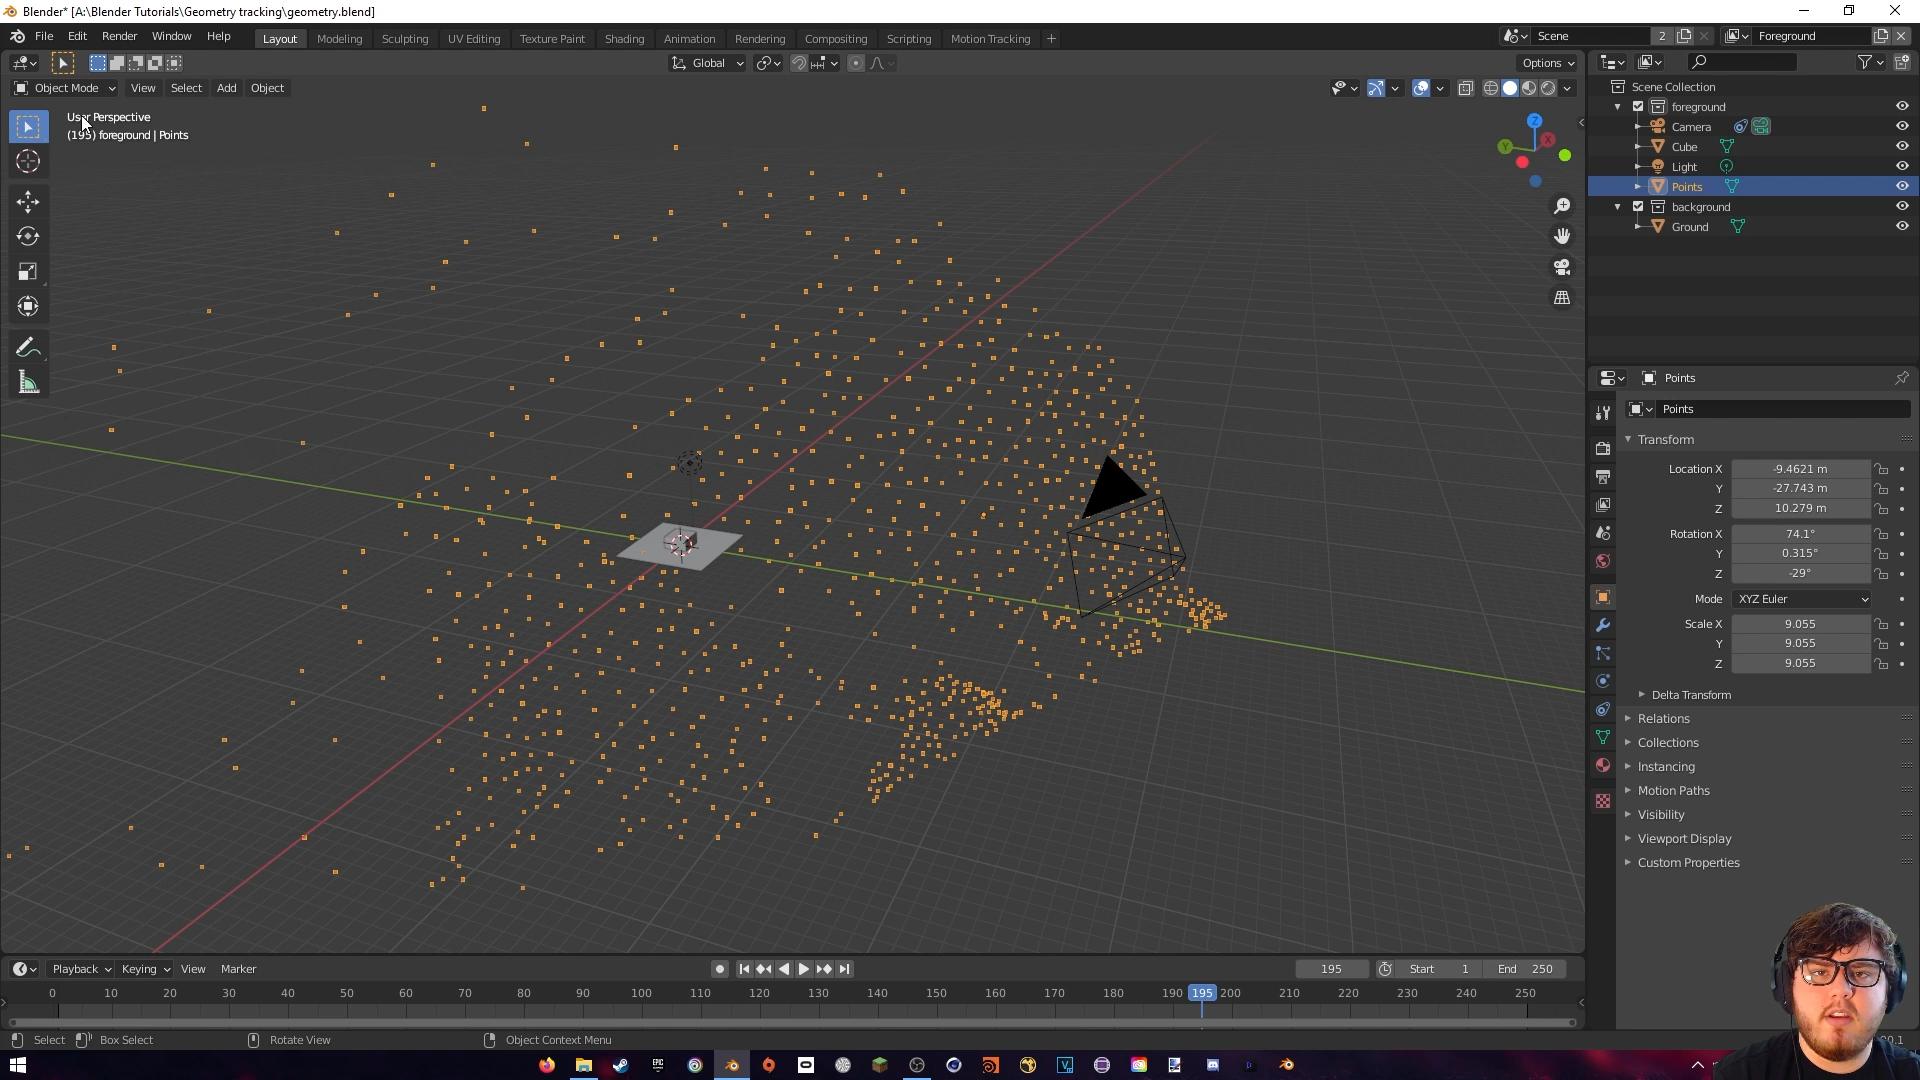 Blender* [A:\Blender Tutorials\Geometry tracking\geometry.blend]
File Edit Render Window Help Layout Modeling Sculpting UV Editing Texture Paint Shading Animation Rendering Compositing Scripting Motion Tracking + Scene 2 Foreground
Global Options
Object Mode View Select Add Object
User Perspective
(195) foreground | Points
Z
X
Y
Scene Collection
foreground
Camera
Cube
Light
Points
background
Ground
Points
Points
Transform
Location X -9.4621 m
Y -27.743 m
Z 10.279 m
Rotation X 74.1°
Y 0.315°
Z -29°
Mode XYZ Euler
Scale X 9.055
Y 9.055
Z 9.055
Delta Transform
Relations
Collections
Instancing
Motion Paths
Visibility
Viewport Display
Custom Properties
Playback Keying View Marker 195 Start 1 End 250
0 10 20 30 40 50 60 70 80 90 100 110 120 130 140 150 160 170 180 190 195 200 210 220 230 240 250
Select Box Select Rotate View Object Context Menu
EPIC